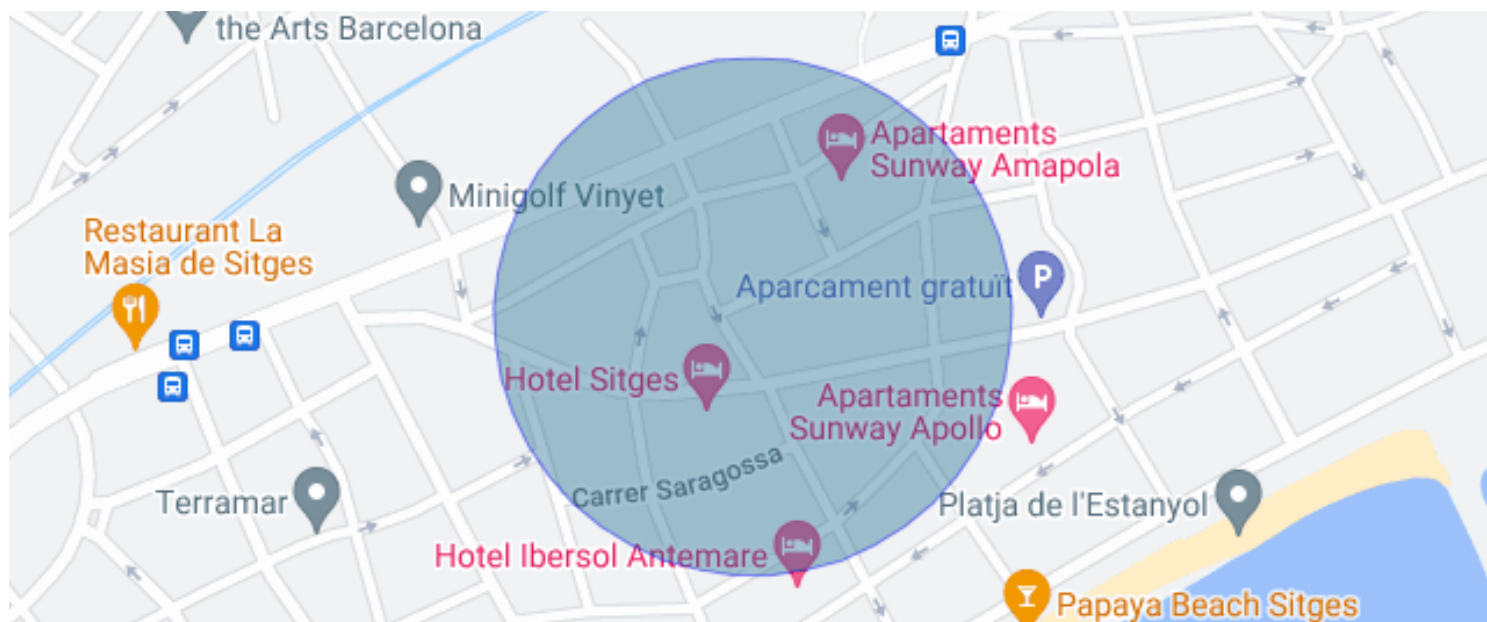 the Arts Barcelona
Apartaments
Sunway Amapola
Minigolf Vinyet
Restaurant La
Masia de Sitges
Aparcament gratuït
P
Hotel Sitges
Apartaments
Sunway Apollo
Carrer Saragossa
Terramar
Platja de l'Estanyol
Hotel Ibersol Antemare
Papaya Beach Sitges